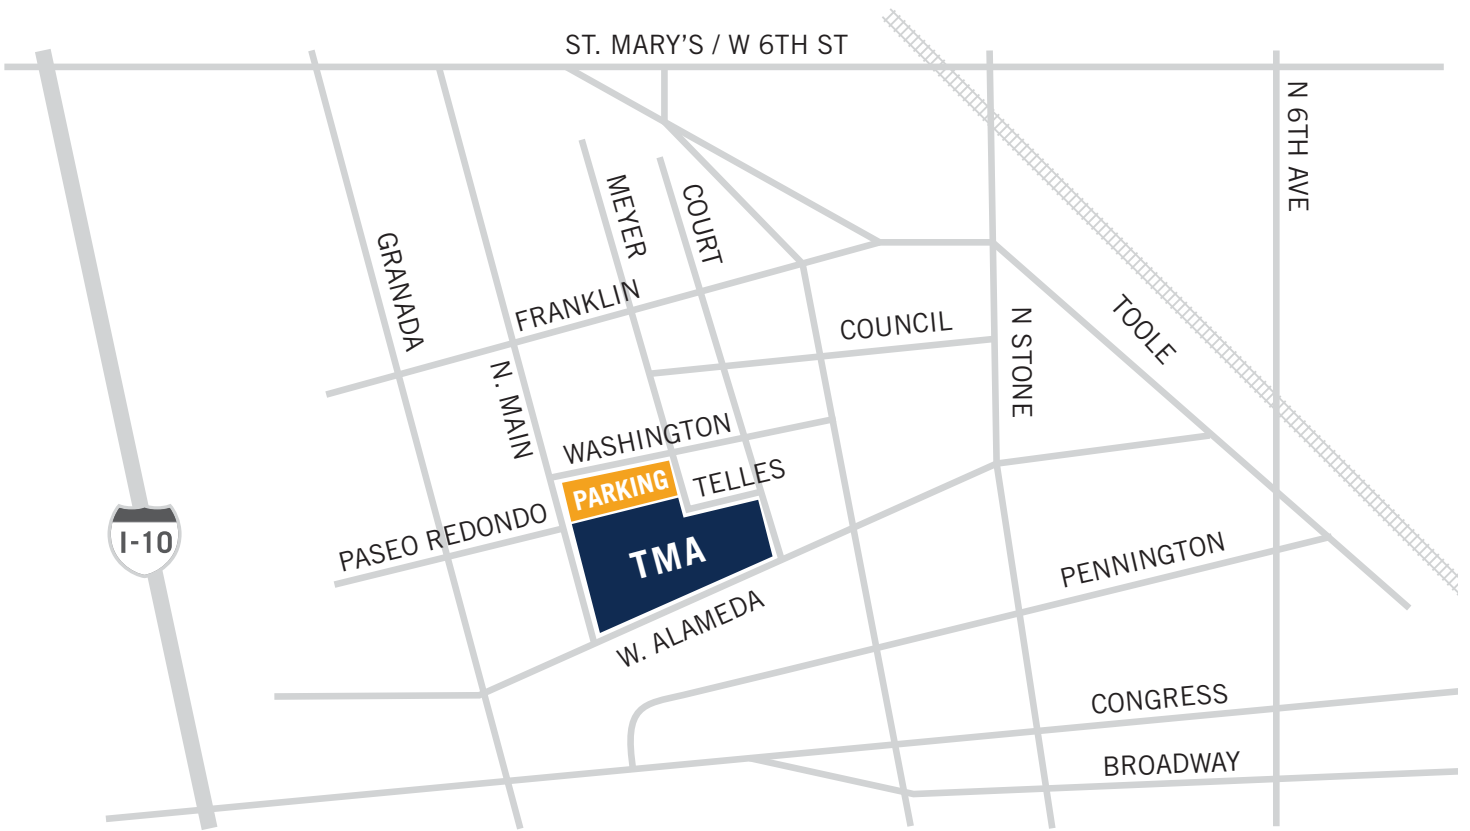 ST. MARY'S / W 6TH ST
N 6TH AVE
MEYER
COURT
GRANADA
FRANKLIN
COUNCIL
TOOLE
N STONE
N. MAIN
WASHINGTON
TELLES
PARKING
PASEO REDONDO
I-10
TMA
PENNINGTON
W. ALAMEDA
CONGRESS
BROADWAY